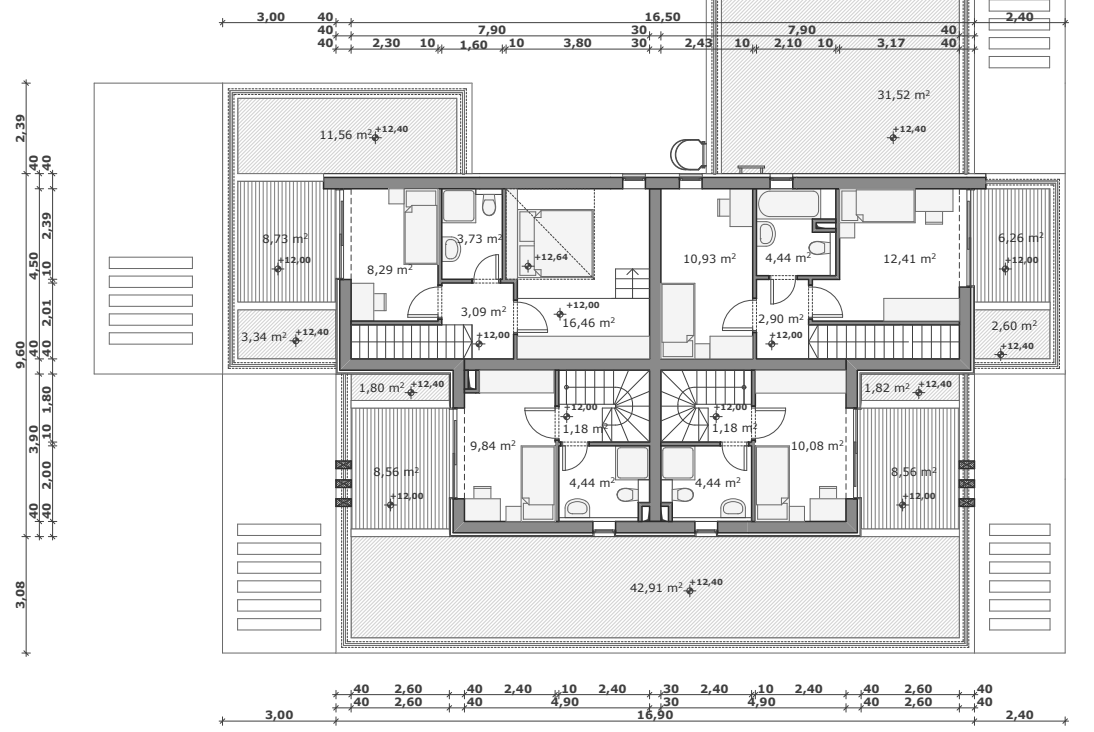 3,00 40 16,50 2,40
40 7,90 30 7,90 40
40 2,30 10 1,60 10 3,80 30 2,43 10 2,10 10 3,17 40
31,52 m²
+12,40
11,56 m² +12,40
2,39
40 40
8,73 m²
+12,00
8,29 m²
3,73 m²
+12,64
+12,00
16,46 m²
3,09 m²
+12,00
10,93 m²
4,44 m²
12,41 m²
2,90 m²
+12,00
6,26 m²
+12,00
2,39
4,50
10
2,01
3,34 m² +12,40
2,60 m²
+12,40
9,60
40 40
1,80 m² +12,40
1,82 m² +12,40
1,80
3,90
10
2,00
+12,00
1,18 m²
+12,00
1,18 m²
9,84 m²
10,08 m²
8,56 m²
+12,00
4,44 m²
4,44 m²
8,56 m²
+12,00
40 40
3,08
42,91 m² +12,40
40 2,60 40 2,40 10 2,40 30 2,40 10 2,40 40 2,60 40
40 2,60 40 4,90 30 4,90 40 2,60 40
3,00 16,90 2,40